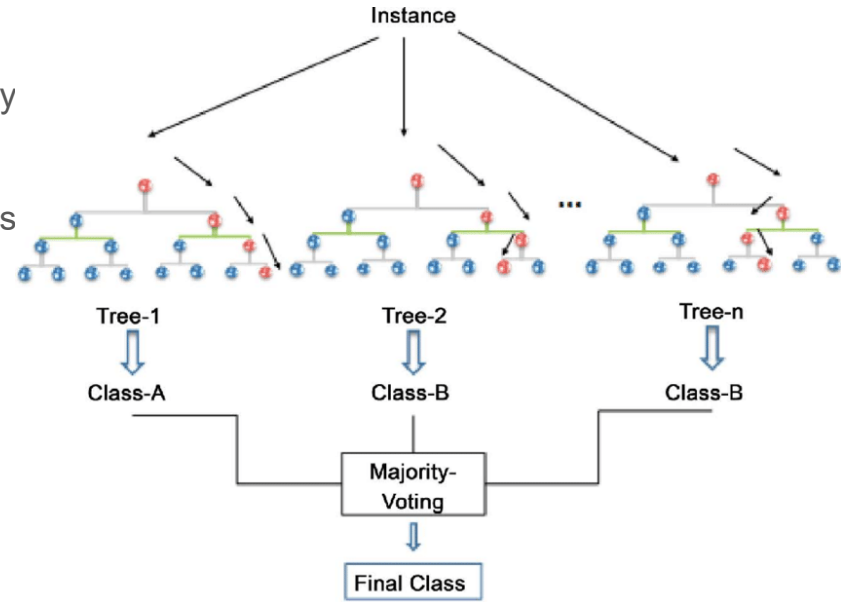 Instance
y
s
...
Tree-1
Tree-2
Tree-n
Class-A
Class-B
Class-B
Majority-
Voting
Final Class